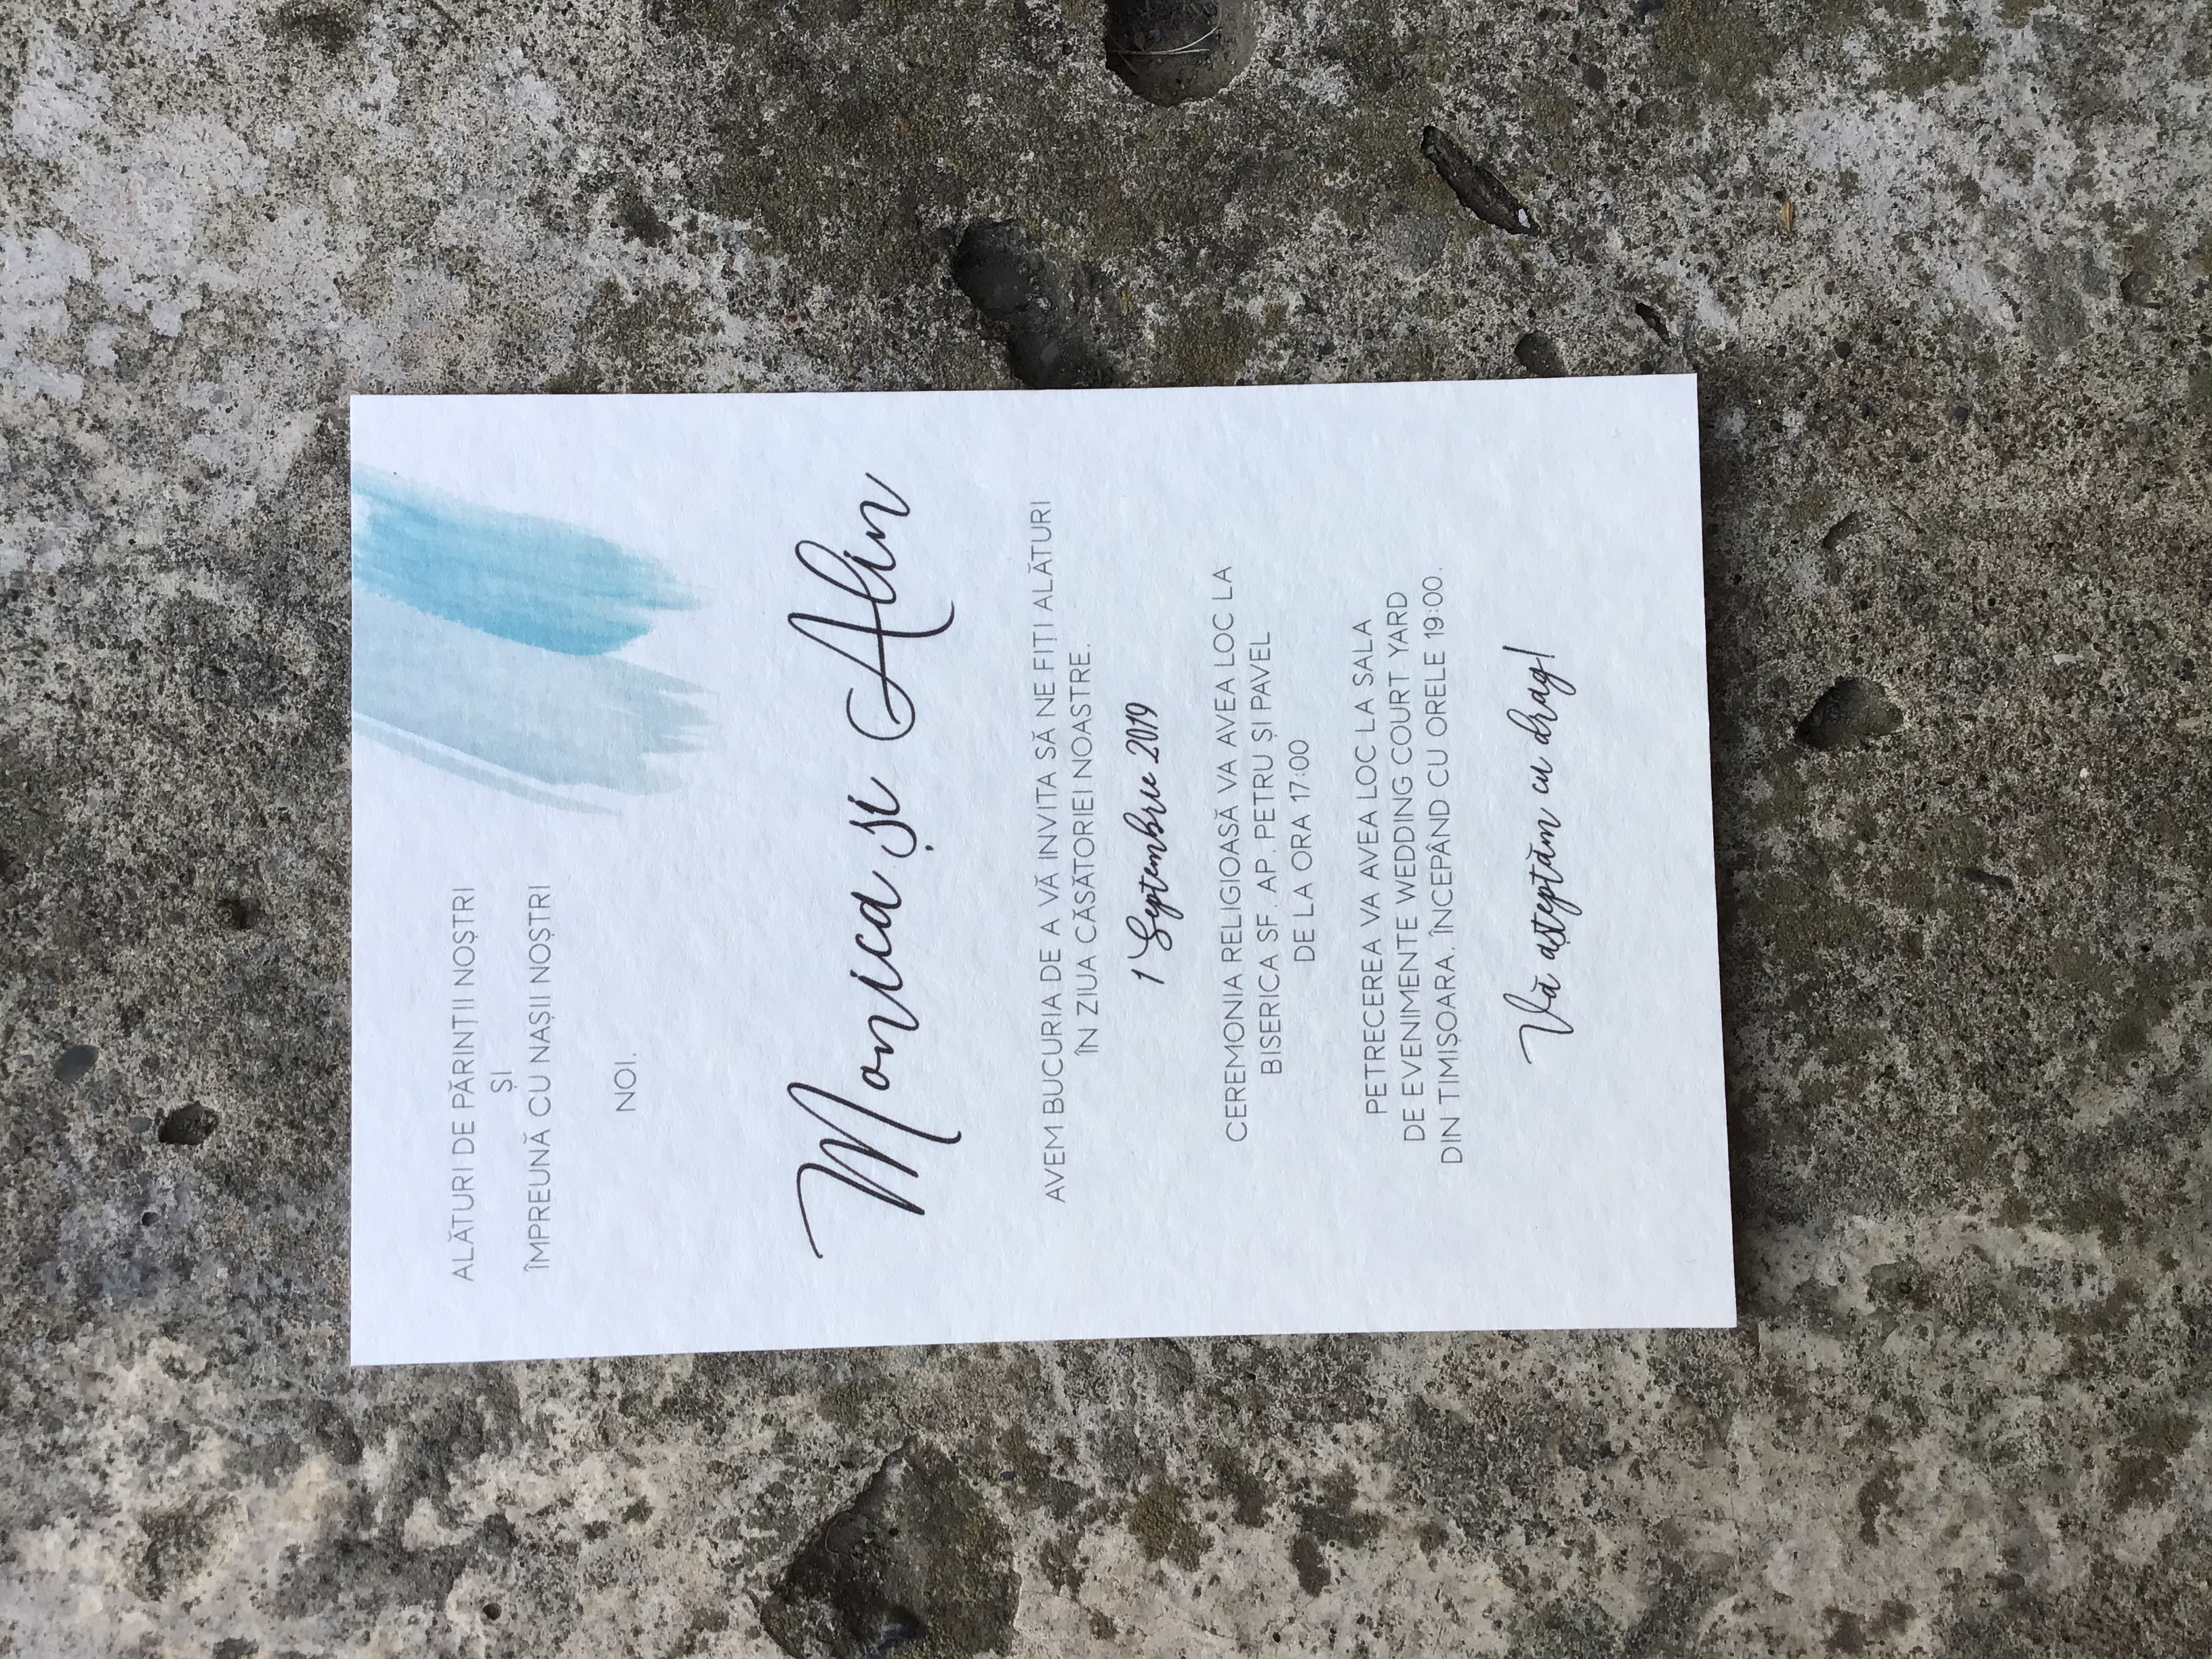 ALĂTURI DE PĂRINȚII NOȘTRI
ȘI
ÎMPREUNĂ CU NAȘII NOȘTRI
NOI.
Monica și Alin
AVEM BUCURIA DE A VĂ INVITA SĂ NE FIȚI ALĂTURI
ÎN ZIUA CĂSĂTORIEI NOASTRE.
1 Septembrie 2019
CEREMONIA RELIGIOASĂ VA AVEA LOC LA
BISERICA SF. AP. PETRU ȘI PAVEL
DE LA ORA 17:00
PETRECEREA VA AVEA LOC LA SALA
DE EVENIMENTE WEDDING COURT YARD
DIN TIMIȘOARA, ÎNCEPÂND CU ORELE 19:00.
Vă așteptăm cu drag!